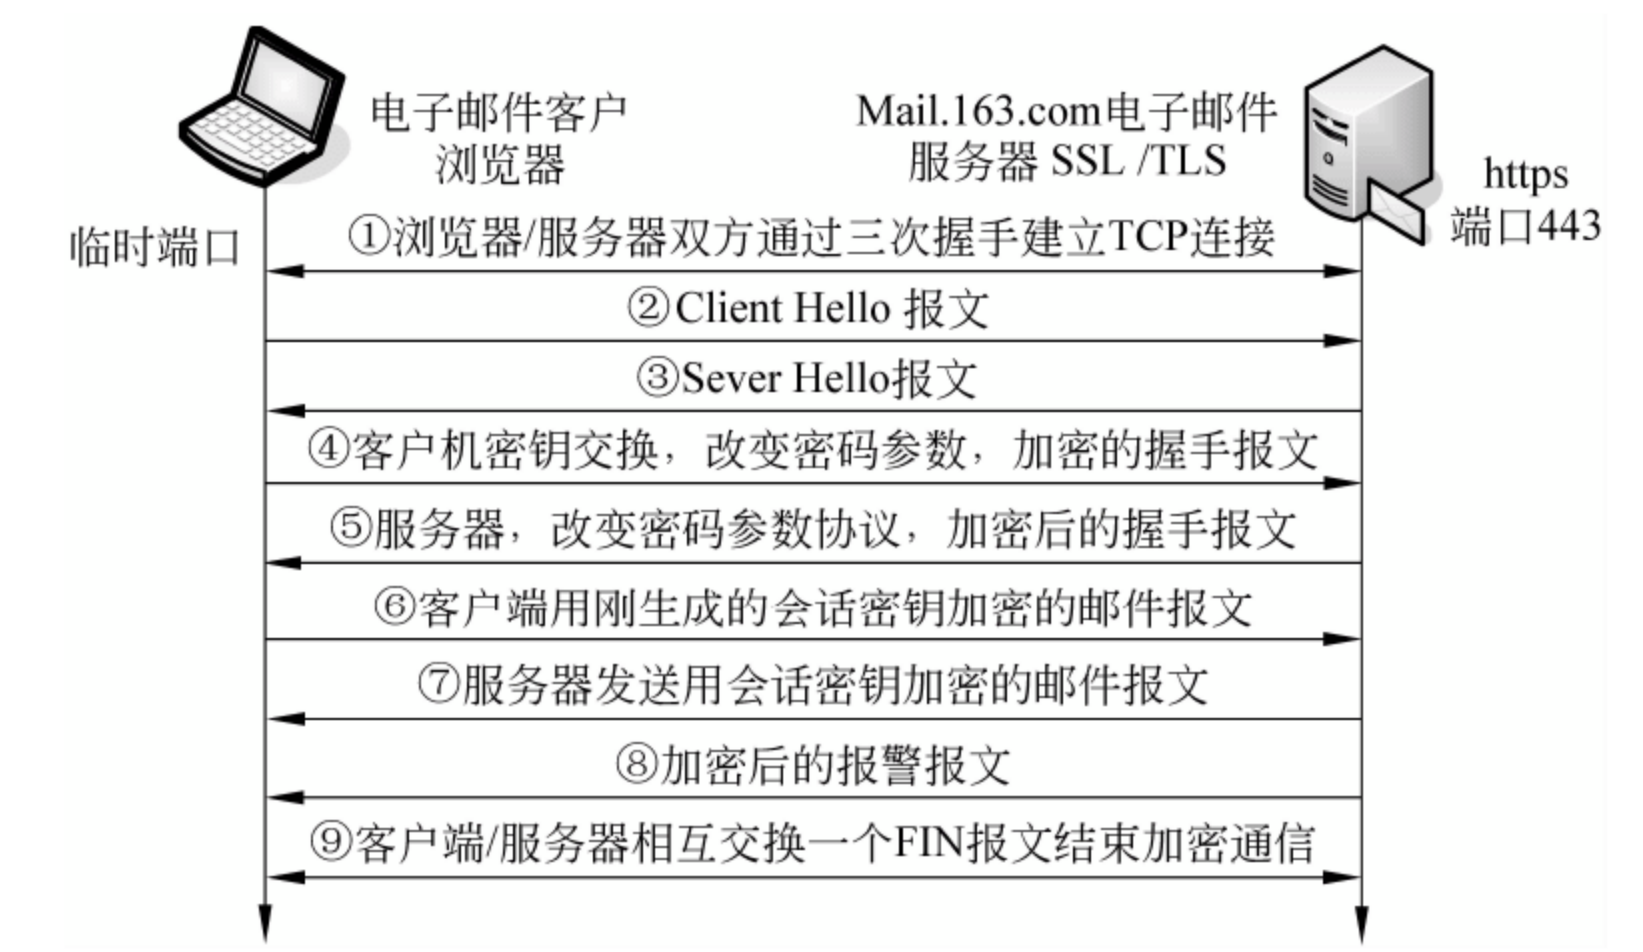 电子邮件客户
浏览器
Mail.163.com电子邮件
服务器 SSL /TLS
https
端口443
临时端口
①浏览器/服务器双方通过三次握手建立TCP连接
②Client Hello 报文
③Sever Hello报文
④客户机密钥交换，改变密码参数，加密的握手报文
⑤服务器，改变密码参数协议，加密后的握手报文
⑥客户端用刚生成的会话密钥加密的邮件报文
⑦服务器发送用会话密钥加密的邮件报文
⑧加密后的报警报文
⑨客户端/服务器相互交换一个FIN报文结束加密通信